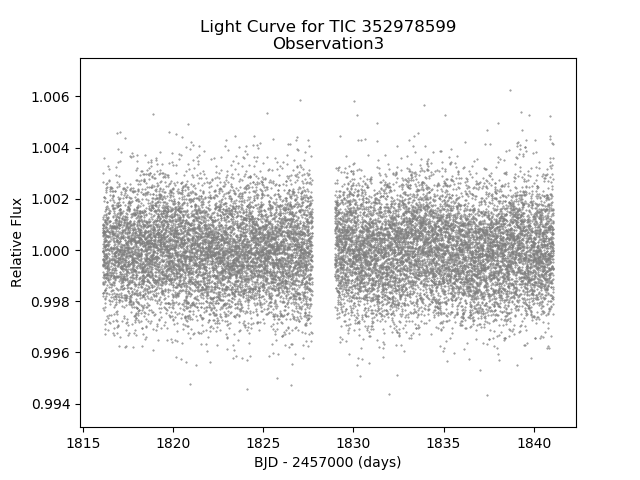 Light Curve for TIC 352978599
Observation3
1.006
1.004
1.002
1.000
0.998
0.996
0.994
Relative Flux
1815 1820 1825 1830 1835 1840
BJD - 2457000 (days)